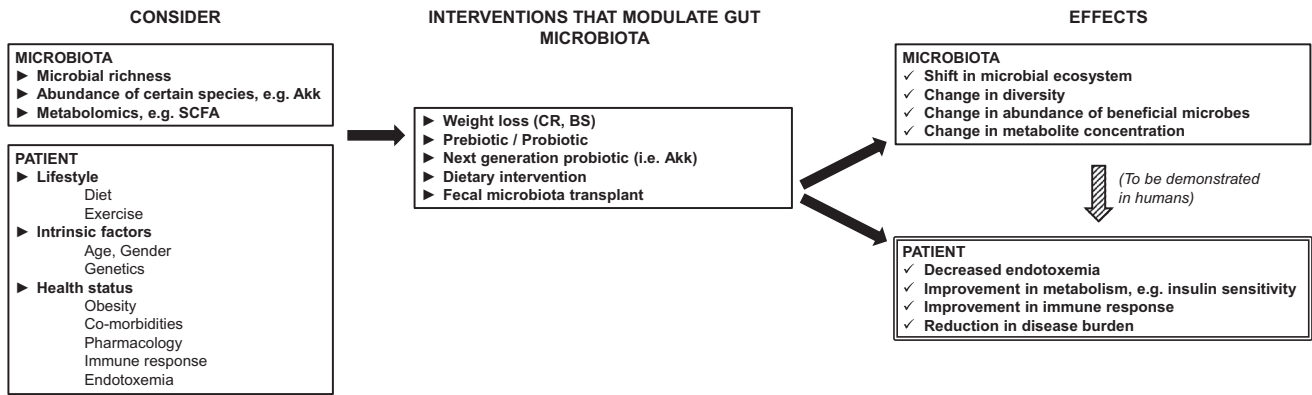 CONSIDER
MICROBIOTA
► Microbial richness
► Abundance of certain species, e.g. Akk
► Metabolomics, e.g. SCFA
PATIENT
► Lifestyle
Diet
Exercise
► Intrinsic factors
Age, Gender
Genetics
► Health status
Obesity
Co-morbidities
Pharmacology
Immune response
Endotoxemia
INTERVENTIONS THAT MODULATE GUT
MICROBIOTA
► Weight loss (CR, BS)
► Prebiotic / Probiotic
► Next generation probiotic (i.e. Akk)
► Dietary intervention
► Fecal microbiota transplant
EFFECTS
MICROBIOTA
✓ Shift in microbial ecosystem
✓ Change in diversity
✓ Change in abundance of beneficial microbes
✓ Change in metabolite concentration
(To be demonstrated
in humans)
PATIENT
✓ Decreased endotoxemia
✓ Improvement in metabolism, e.g. insulin sensitivity
✓ Improvement in immune response
✓ Reduction in disease burden